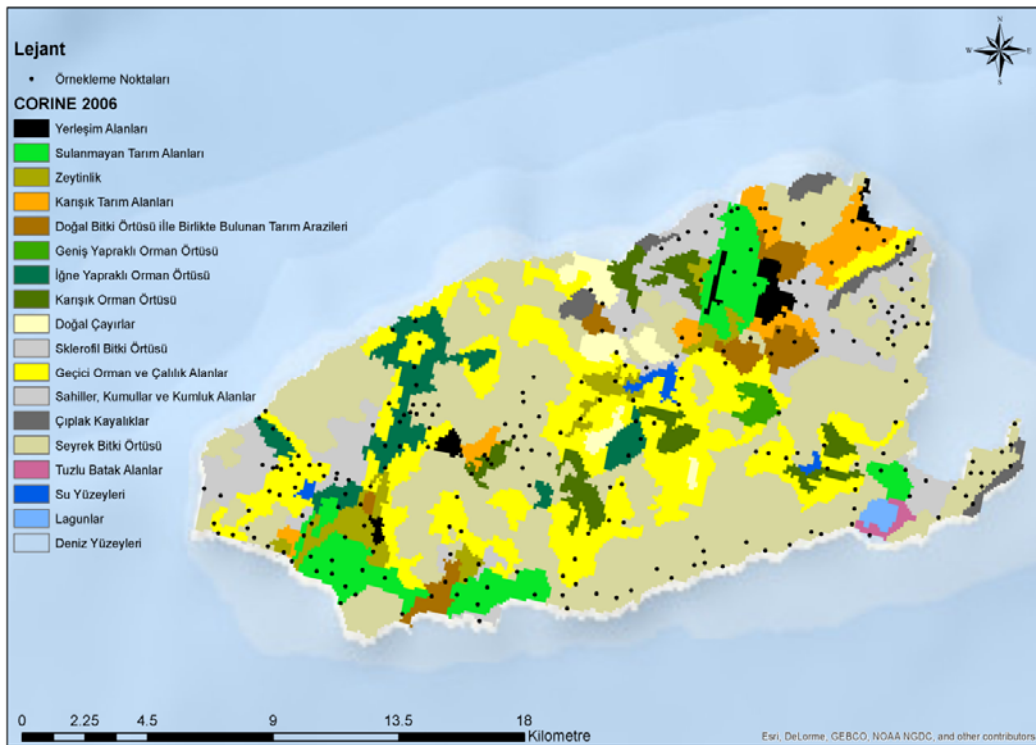 N
W
E
S
Lejant
Örnekleme Noktaları
CORINE 2006
Yerleşim Alanları
Sulanmayan Tarım Alanları
Zeytinlik
Karışık Tarım Alanları
Doğal Bitki Örtüsü İlle Birlikte Bulunan Tarım Arazileri
Geniş Yapraklı Orman Örtüsü
İğne Yapraklı Orman Örtüsü
Karışık Orman Örtüsü
Doğal Çayırlar
Sklerofil Bitki Örtüsü
Geçici Orman ve Çalılık Alanlar
Sahiller, Kumullar ve Kumluk Alanlar
Çıplak Kayalıklar
Seyrek Bitki Örtüsü
Tuzlu Batak Alanlar
Su Yüzeyleri
Lagunlar
Deniz Yüzeyleri
0 2.25 4.5 9 13.5 18
Kilometre
Esri, DeLorme, GEBCO, NOAA NGDC, and other contributors